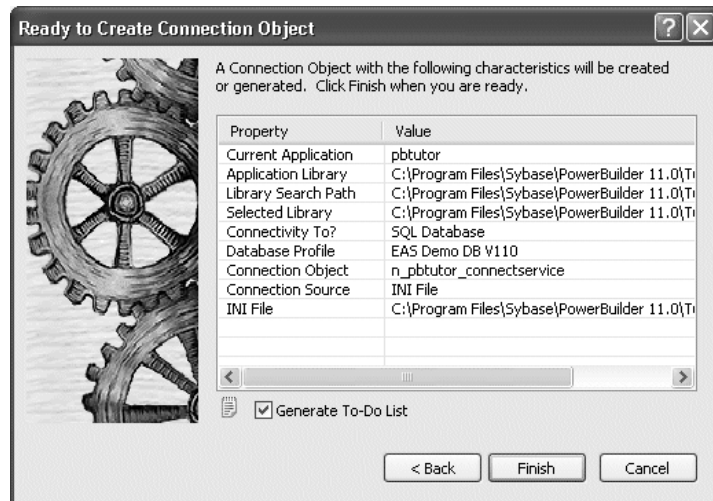 Ready to Create Connection Object
A Connection Object with the following characteristics will be created
or generated. Click Finish when you are ready.
Property Value
Current Application pbtutor
Application Library C:\Program Files\Sybase\PowerBuilder 11.0\Tu
Library Search Path C:\Program Files\Sybase\PowerBuilder 11.0\Tu
Selected Library C:\Program Files\Sybase\PowerBuilder 11.0\Tu
Connectivity To? SQL Database
Database Profile EAS Demo DB V110
Connection Object n_pbtutor_connectservice
Connection Source INI File
INI File C:\Program Files\Sybase\PowerBuilder 11.0\Tu
Generate To-Do List
< Back Finish Cancel